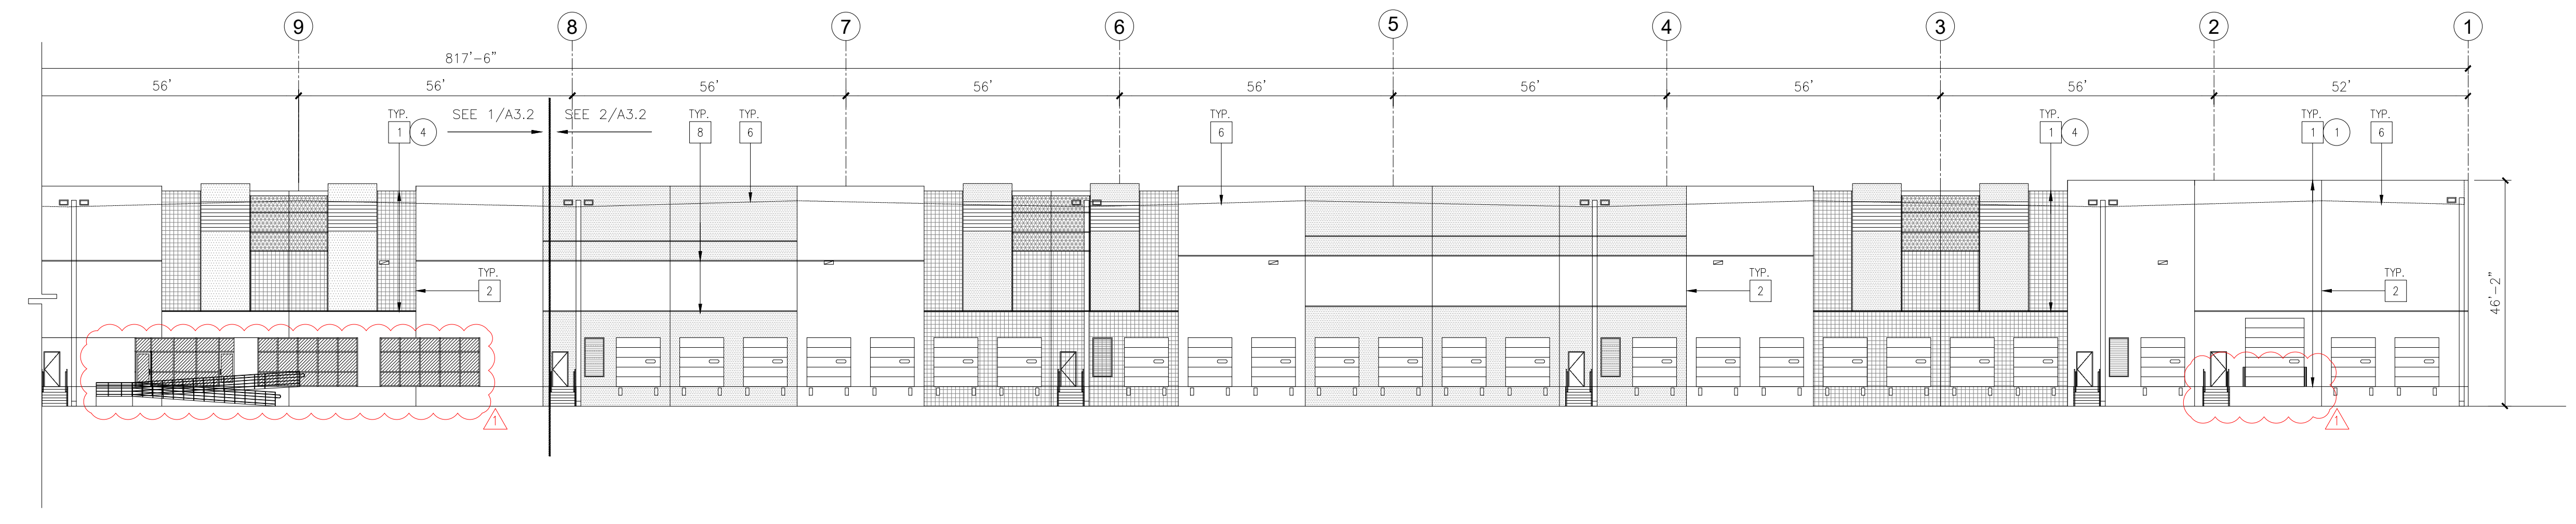 9 8 7 6 5 4 3 2 1
817'-6"
56' 56' 56' 56' 56' 56' 56' 56' 52'
TYP. SEE 1/A3.2 SEE 2/A3.2 TYP. TYP. TYP. TYP. TYP. TYP.
1 4 8 6 6 1 4 1 1 6
TYP. TYP. TYP.
2 2 2
46'-2"
1 1